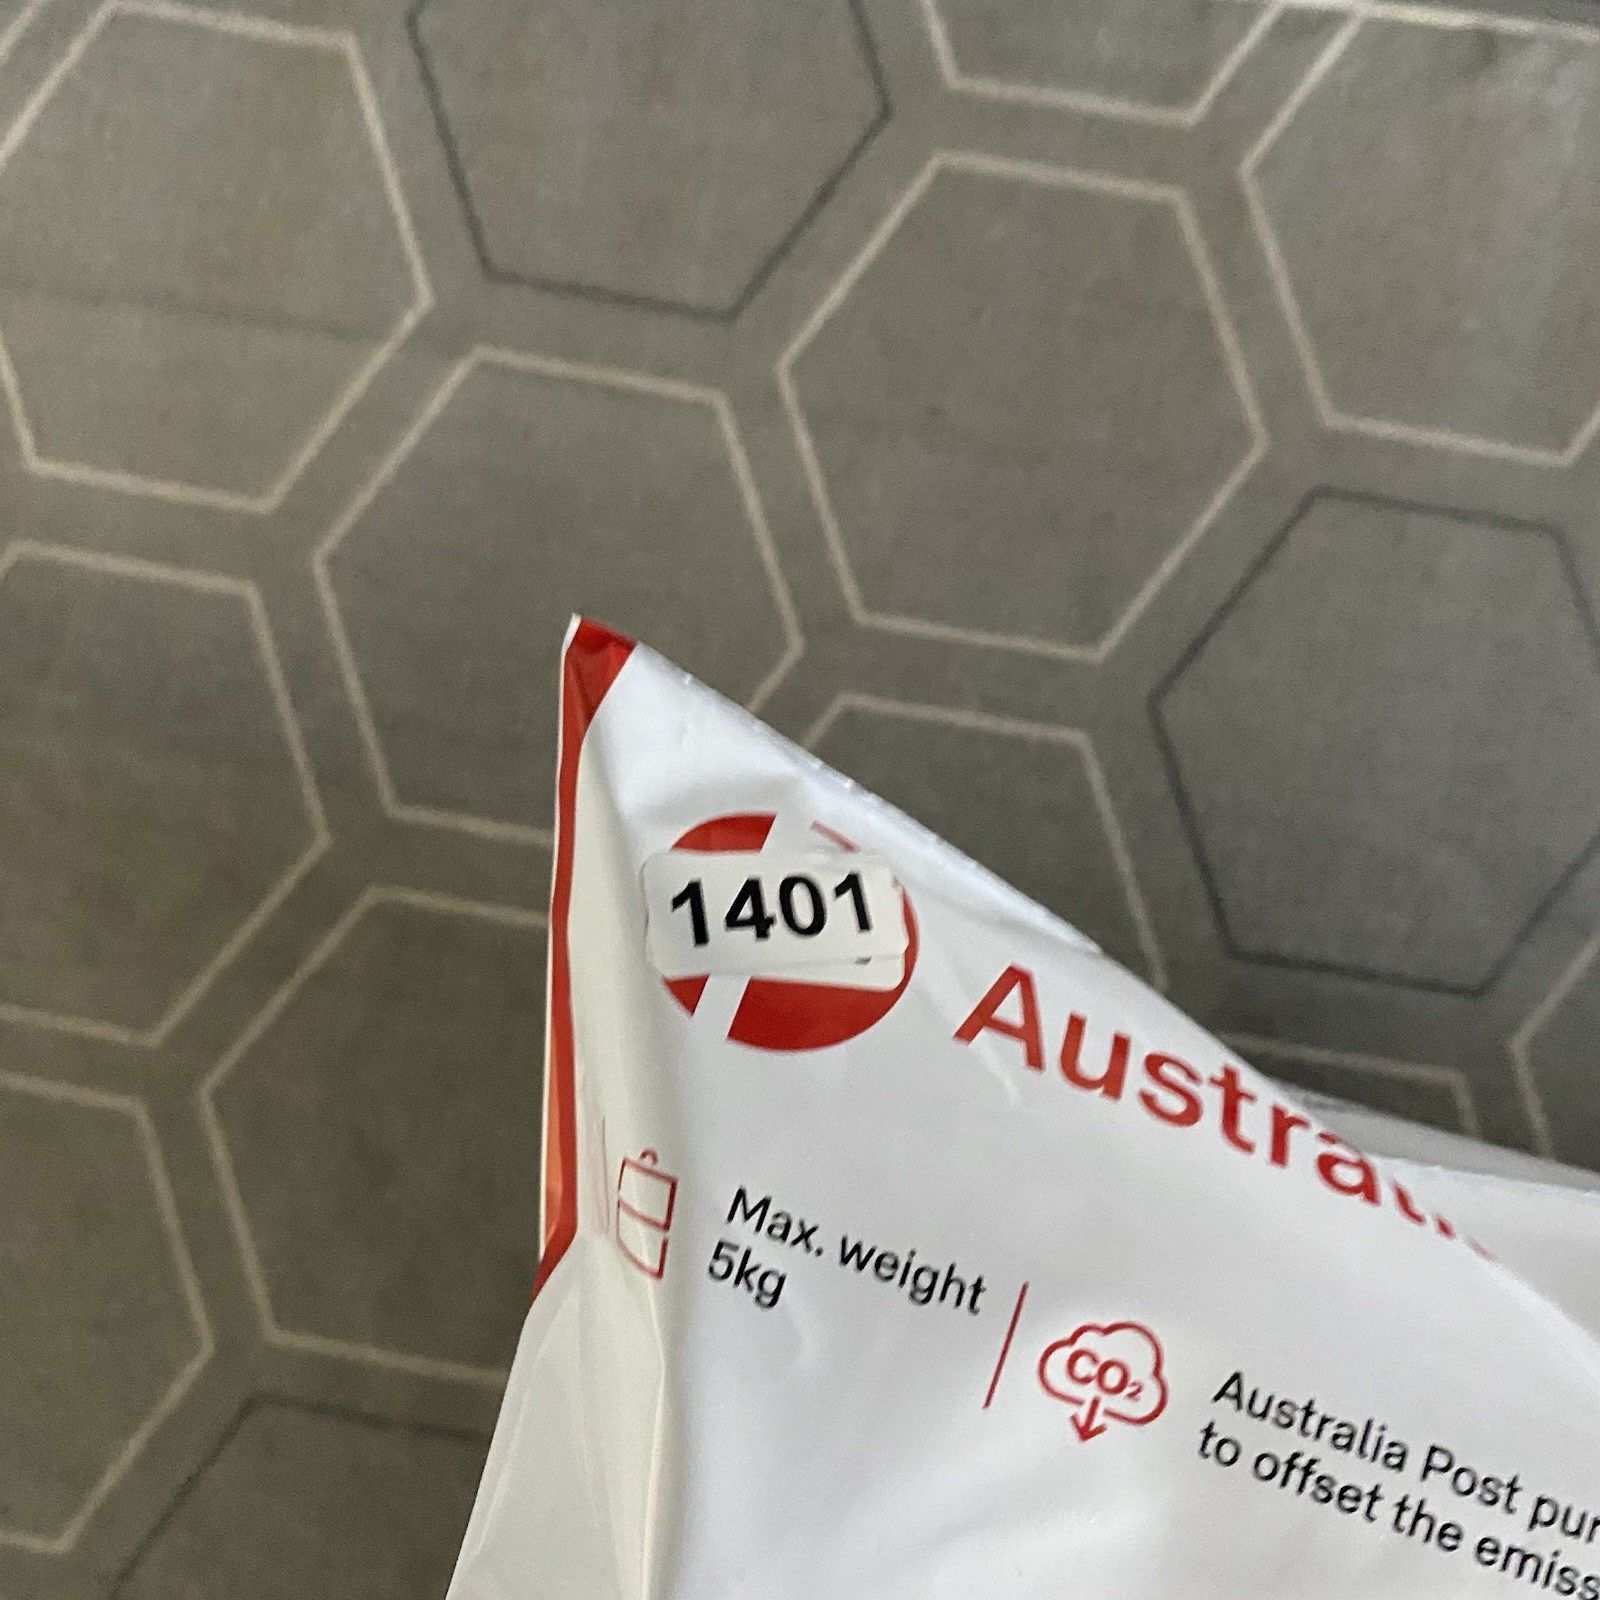 1401
Austra
Max. weight
5kg
CO₂
Australia Post pur
to offset the emiss